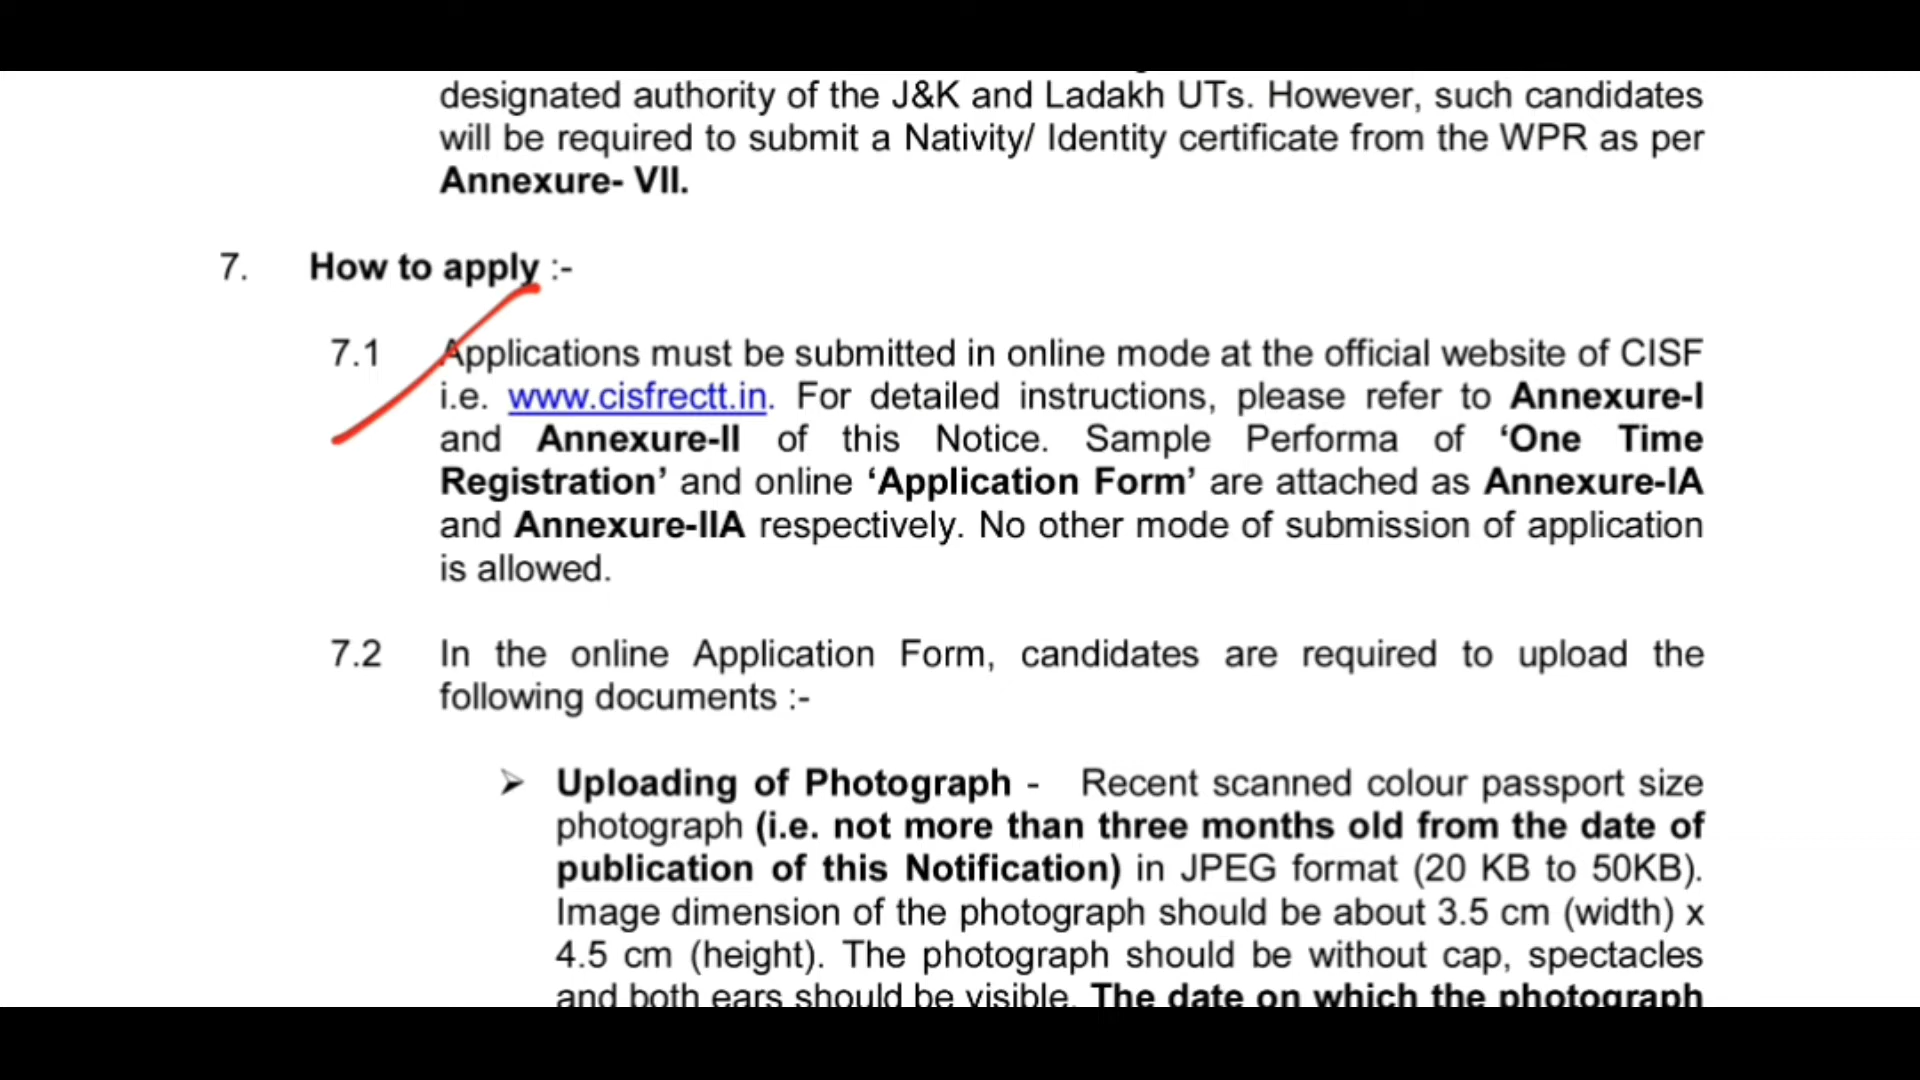 designated authority of the J&K and Ladakh UTs. However, such candidates
will be required to submit a Nativity/ Identity certificate from the WPR as per
Annexure- VII.
7. How to apply :-
7.1 Applications must be submitted in online mode at the official website of CISF
i.e. www.cisfrectt.in. For detailed instructions, please refer to Annexure-I
and Annexure-II of this Notice. Sample Performa of ‘One Time
Registration’ and online ‘Application Form’ are attached as Annexure-IA
and Annexure-IIA respectively. No other mode of submission of application
is allowed.
7.2 In the online Application Form, candidates are required to upload the
following documents :-
➢ Uploading of Photograph - Recent scanned colour passport size
photograph (i.e. not more than three months old from the date of
publication of this Notification) in JPEG format (20 KB to 50KB).
Image dimension of the photograph should be about 3.5 cm (width) x
4.5 cm (height). The photograph should be without cap, spectacles
and both ears should be visible. The date on which the photograph